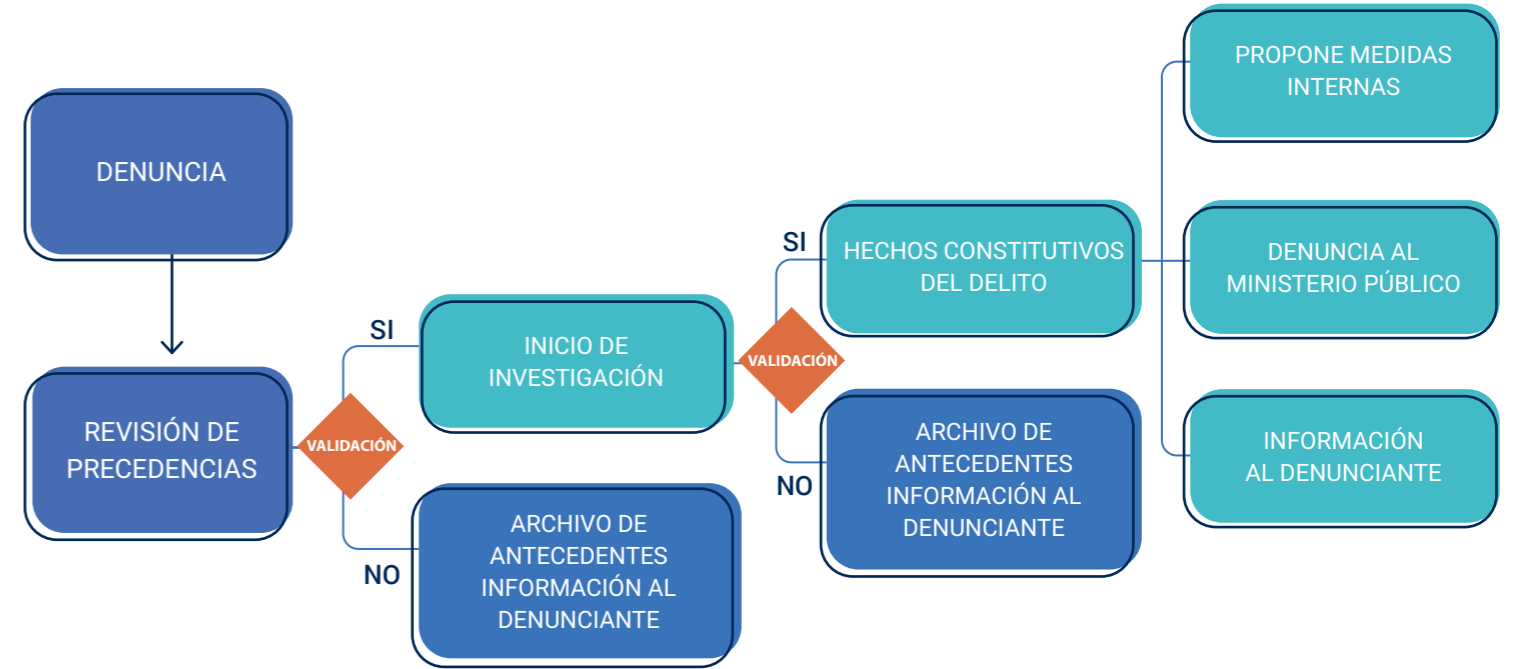 DENUNCIA
REVISIÓN DE
PRECEDENCIAS
VALIDACIÓN
SI
INICIO DE
INVESTIGACIÓN
NO
ARCHIVO DE
ANTECEDENTES
INFORMACIÓN AL
DENUNCIANTE
VALIDACIÓN
SI
HECHOS CONSTITUTIVOS
DEL DELITO
NO
ARCHIVO DE
ANTECEDENTES
INFORMACIÓN AL
DENUNCIANTE
PROPONE MEDIDAS
INTERNAS
DENUNCIA AL
MINISTERIO PÚBLICO
INFORMACIÓN
AL DENUNCIANTE